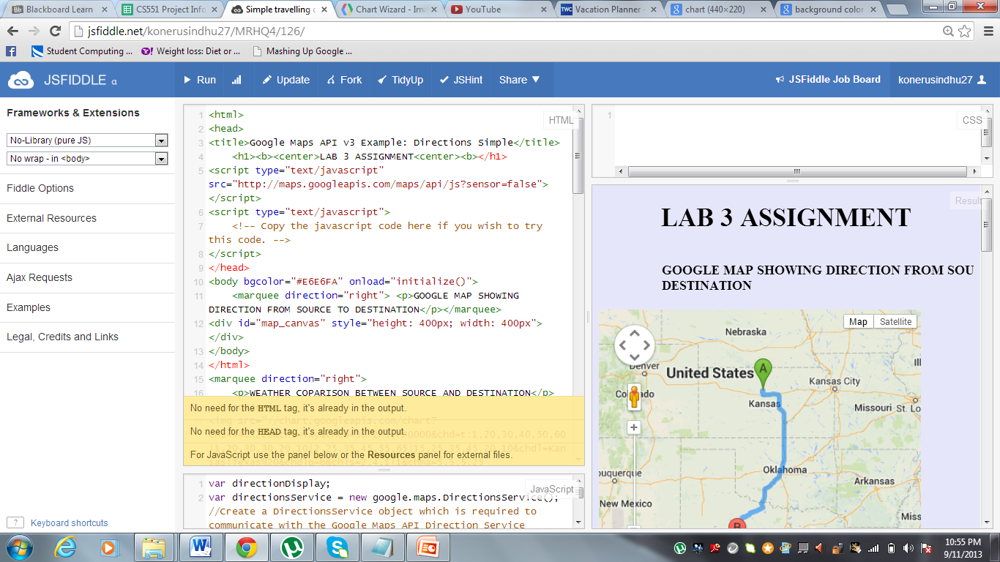 Blackboard Learn
CS551 Project Info
Simple travelling
Chart Wizard - Im
YouTube
Vacation Planner -
chart (440×220)
background color
jsfiddle.net/konerusindhu27/MRHQ4/126/
Student Computing ...
Weight loss: Diet or ...
Mashing Up Google ...
JSFIDDLE α
Run
Update
Fork
TidyUp
JSHint
Share
JSFiddle Job Board
konerusindhu27
Frameworks & Extensions
No-Library (pure JS)
No wrap - in <body>
Fiddle Options
External Resources
Languages
Ajax Requests
Examples
Legal, Credits and Links
? Keyboard shortcuts
HTML
1 <html>
2 <head>
3 <title>Google Maps API v3 Example: Directions Simple</title>
4 <h1><b><center>LAB 3 ASSIGNMENT<center><b></h1>
5 <script type="text/javascript"
src="http://maps.googleapis.com/maps/api/js?sensor=false">
</script>
6 <script type="text/javascript">
7 <!-- Copy the javascript code here if you wish to try
this code. -->
8 </script>
9 </head>
10 <body bgcolor="#E6E6FA" onload="initialize()">
11 <marquee direction="right"> <p>GOOGLE MAP SHOWING
DIRECTION FROM SOURCE TO DESTINATION</p></marquee>
12 <div id="map_canvas" style="height: 400px; width: 400px">
</div>
13 </body>
14 </html>
15 <marquee direction="right">
16 <p>WEATHER COPARISON BETWEEN SOURCE AND DESTINATION</p>
No need for the HTML tag, it's already in the output.
<img src="//chart.googleapis.com/chart?
No need for the HEAD tag, it's already in the output.
For JavaScript use the panel below or the Resources panel for external files.
JavaScript
1 var directionDisplay;
2 var directionsService = new google.maps.DirectionsService();
//Create a DirectionsService object which is required to
communicate with the Google Maps API Direction Service
CSS
1
Result
LAB 3 ASSIGNMENT
GOOGLE MAP SHOWING DIRECTION FROM SOU
DESTINATION
Map
Satellite
Nebraska
Denver
United States
A
Kansas City
Kansas
Missouri
St. Lo
Oklahoma
Arkansas
buquerque
New Mexico
Miss
B
10:55 PM
9/11/2013